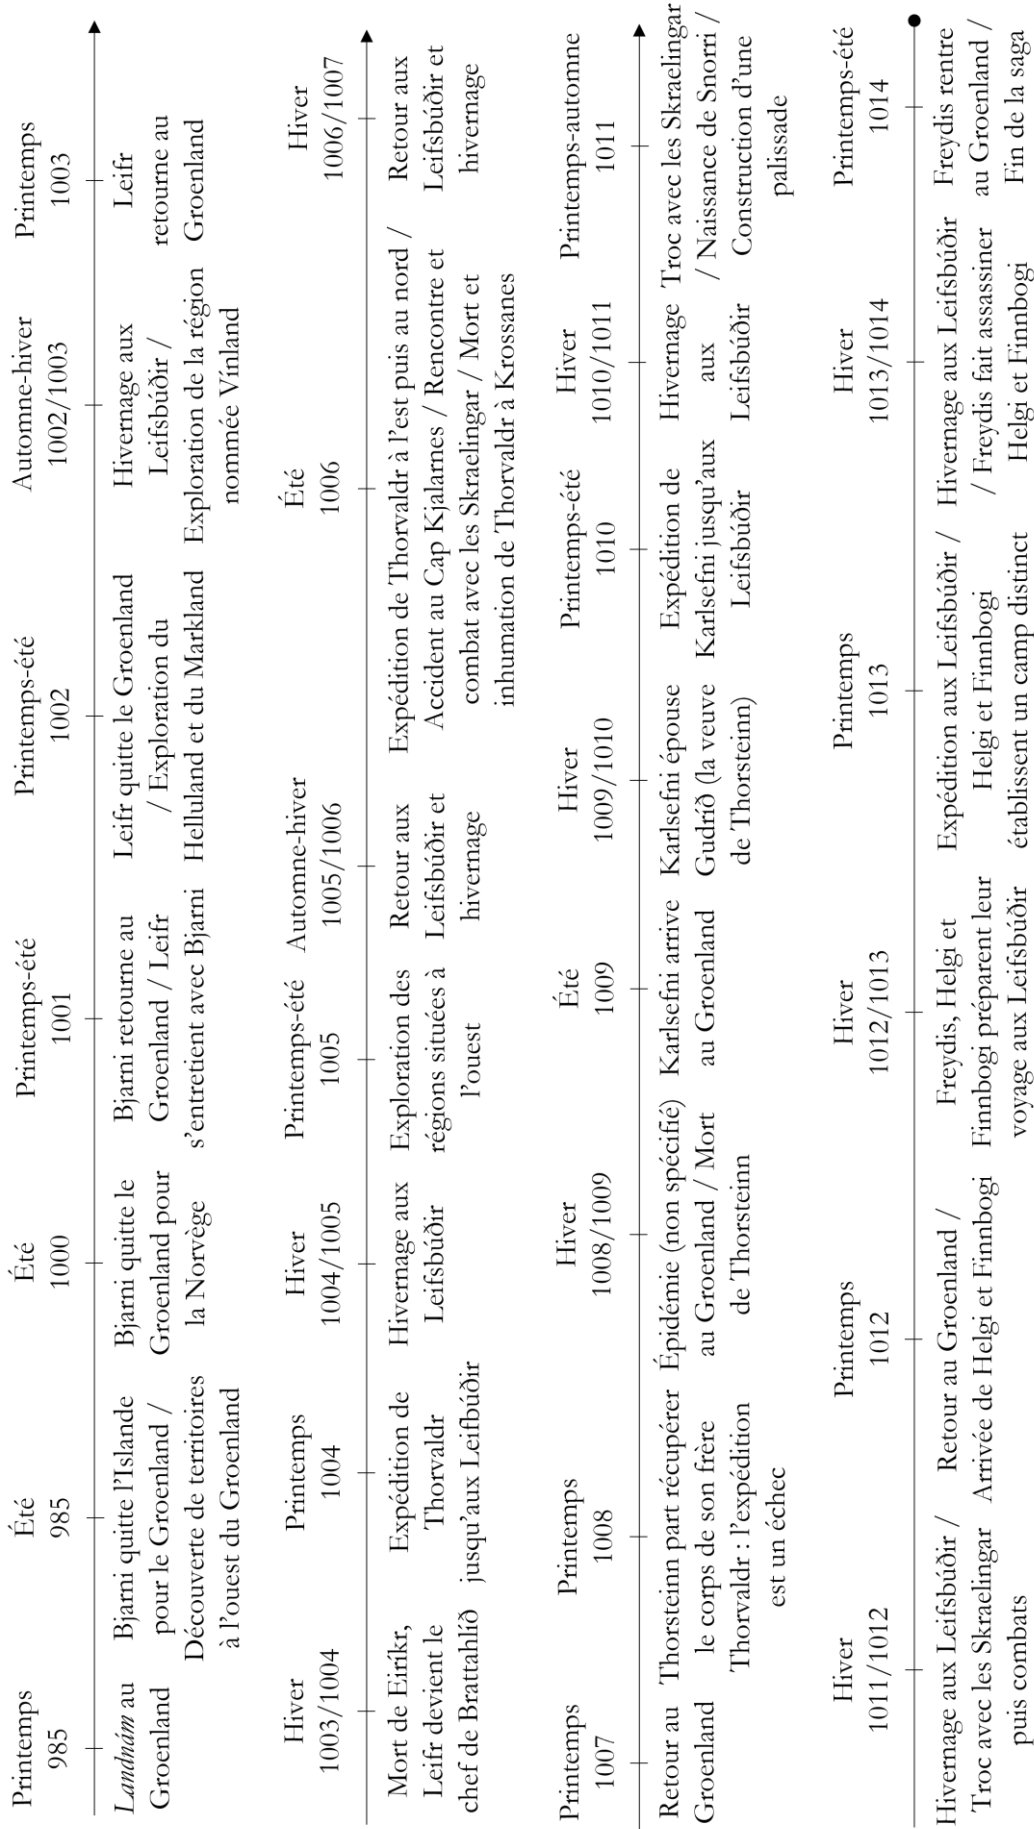 Printemps
985
Landnám au
Groenland
Été
985
Bjarni quitte l'Islande
pour le Groenland /
Découverte de territoires
à l'ouest du Groenland
Été
1000
Bjarni quitte le
Groenland pour
la Norvège
Printemps-été
1001
Bjarni retourne au
Groenland / Leifr
s'entretient avec Bjarni
Printemps-été
1002
Leifr quitte le Groenland
/ Exploration du
Helluland et du Markland
Automne-hiver
1002/1003
Hivernage aux
Leifsbúðir /
Exploration de la région
nommée Vínland
Printemps
1003
Leifr
retourne au
Groenland
Hiver
1003/1004
Mort de Eiríkr,
Leifr devient le
chef de Brattahlíð
Printemps
1004
Expédition de
Thorvaldr
jusqu'aux Leifbúðir
Hiver
1004/1005
Hivernage aux
Leifsbúðir
Printemps-été
1005
Exploration des
régions situées à
l'ouest
Automne-hiver
1005/1006
Retour aux
Leifsbúðir et
hivernage
Été
1006
Expédition de Thorvaldr à l'est puis au nord /
Accident au Cap Kjalarnes / Rencontre et
combat avec les Skraelingar / Mort et
inhumation de Thorvaldr à Krossanes
Hiver
1006/1007
Retour aux
Leifsbúðir et
hivernage
Printemps
1007
Retour au
Groenland
Printemps
1008
Thorsteinn part récupérer
le corps de son frère
Thorvaldr : l'expédition
est un échec
Hiver
1008/1009
Épidémie (non spécifié)
au Groenland / Mort
de Thorsteinn
Été
1009
Karlsefni arrive
au Groenland
Hiver
1009/1010
Karlsefni épouse
Gudríð (la veuve
de Thorsteinn)
Printemps-été
1010
Expédition de
Karlsefni jusqu'aux
Leifsbúðir
Hiver
1010/1011
Hivernage
aux
Leifsbúðir
Printemps-automne
1011
Troc avec les Skraelingar
/ Naissance de Snorri /
Construction d'une
palissade
Hiver
1011/1012
Hivernage aux Leifsbúðir /
Troc avec les Skraelingar
puis combats
Printemps
1012
Retour au Groenland /
Arrivée de Helgi et Finnbogi
Hiver
1012/1013
Freydis, Helgi et
Finnbogi préparent leur
voyage aux Leifsbúðir
Printemps
1013
Expédition aux Leifsbúðir /
Helgi et Finnbogi
établissent un camp distinct
Hiver
1013/1014
Hivernage aux Leifsbúðir
/ Freydis fait assassiner
Helgi et Finnbogi
Printemps-été
1014
Freydis rentre
au Groenland /
Fin de la saga